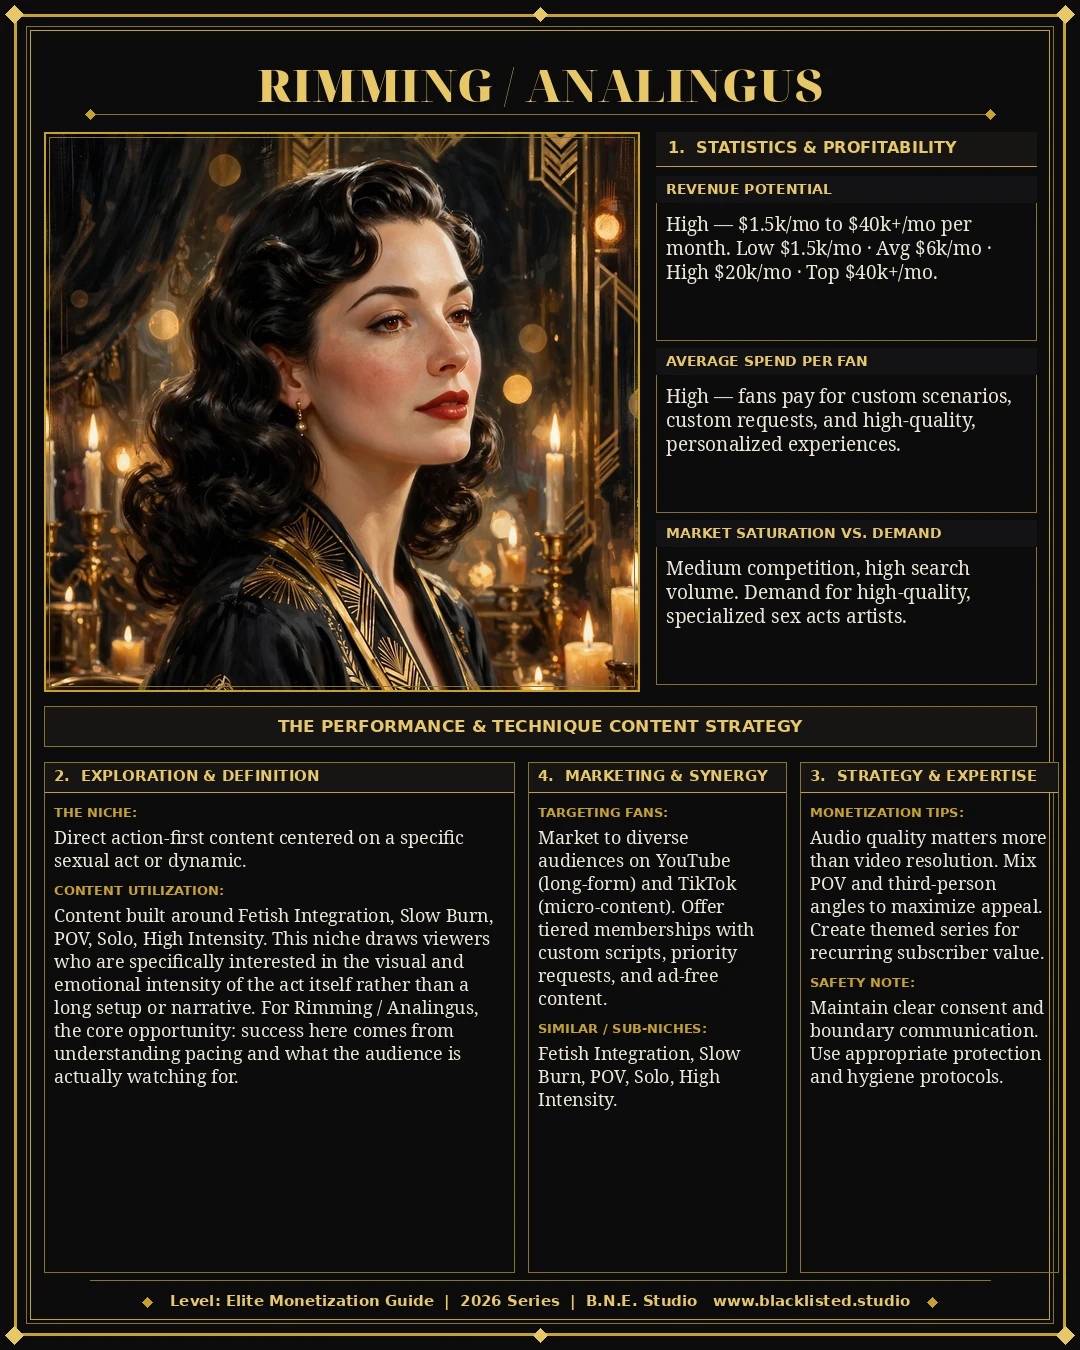 RIMMING / ANALINGUS
1. STATISTICS & PROFITABILITY
REVENUE POTENTIAL
High — $1.5k/mo to $40k+/mo per
month. Low $1.5k/mo · Avg $6k/mo ·
High $20k/mo · Top $40k+/mo.
AVERAGE SPEND PER FAN
High — fans pay for custom scenarios,
custom requests, and high-quality,
personalized experiences.
MARKET SATURATION VS. DEMAND
Medium competition, high search
volume. Demand for high-quality,
specialized sex acts artists.
THE PERFORMANCE & TECHNIQUE CONTENT STRATEGY
2. EXPLORATION & DEFINITION
THE NICHE:
Direct action-first content centered on a specific
sexual act or dynamic.
CONTENT UTILIZATION:
Content built around Fetish Integration, Slow Burn,
POV, Solo, High Intensity. This niche draws viewers
who are specifically interested in the visual and
emotional intensity of the act itself rather than a
long setup or narrative. For Rimming / Analingus,
the core opportunity: success here comes from
understanding pacing and what the audience is
actually watching for.
4. MARKETING & SYNERGY
TARGETING FANS:
Market to diverse
audiences on YouTube
(long-form) and TikTok
(micro-content). Offer
tiered memberships with
custom scripts, priority
requests, and ad-free
content.
SIMILAR / SUB-NICHES:
Fetish Integration, Slow
Burn, POV, Solo, High
Intensity.
3. STRATEGY & EXPERTISE
MONETIZATION TIPS:
Audio quality matters more
than video resolution. Mix
POV and third-person
angles to maximize appeal.
Create themed series for
recurring subscriber value.
SAFETY NOTE:
Maintain clear consent and
boundary communication.
Use appropriate protection
and hygiene protocols.
Level: Elite Monetization Guide | 2026 Series | B.N.E. Studio www.blacklisted.studio